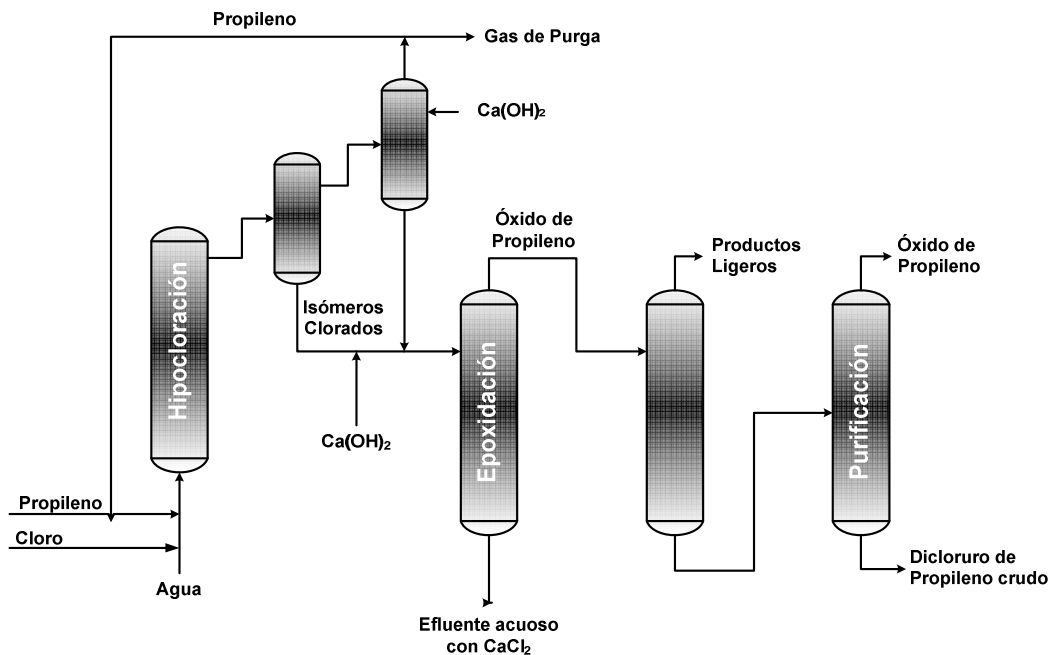 Propileno
Gas de Purga
Ca(OH)₂
Óxido de
Propileno
Productos
Ligeros
Óxido de
Propileno
Hipocloración
Isómeros
Clorados
Epoxidación
Purificación
Ca(OH)₂
Propileno
Cloro
Agua
Dicloruro de
Propileno crudo
Efluente acuoso
con CaCl₂